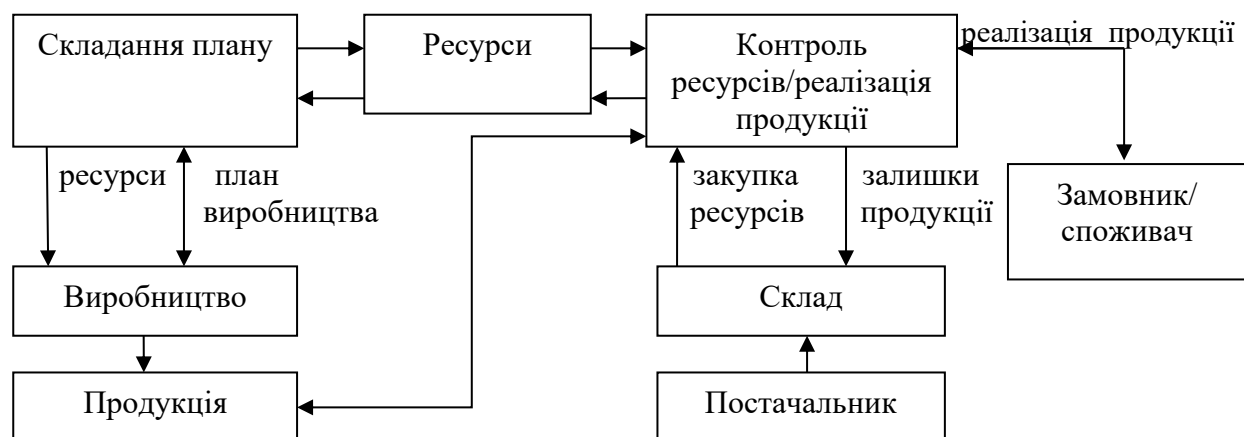 Складання плану
Ресурси
Контроль
ресурсів/реалізація
продукції
реалізація продукції
ресурси
план
виробництва
закупка
ресурсів
залишки
продукції
Замовник/
споживач
Виробництво
Склад
Продукція
Постачальник